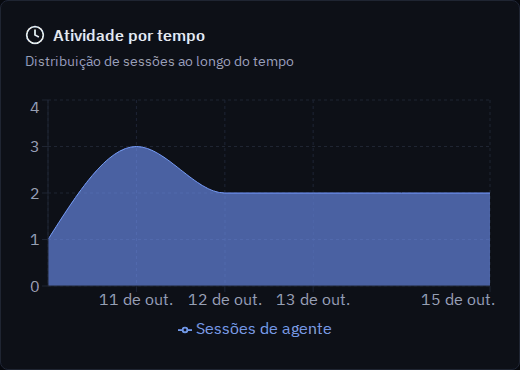 Atividade por tempo
Distribuição de sessões ao longo do tempo
4
3
2
1
0
11 de out. 12 de out. 13 de out. 15 de out.
Sessões de agente